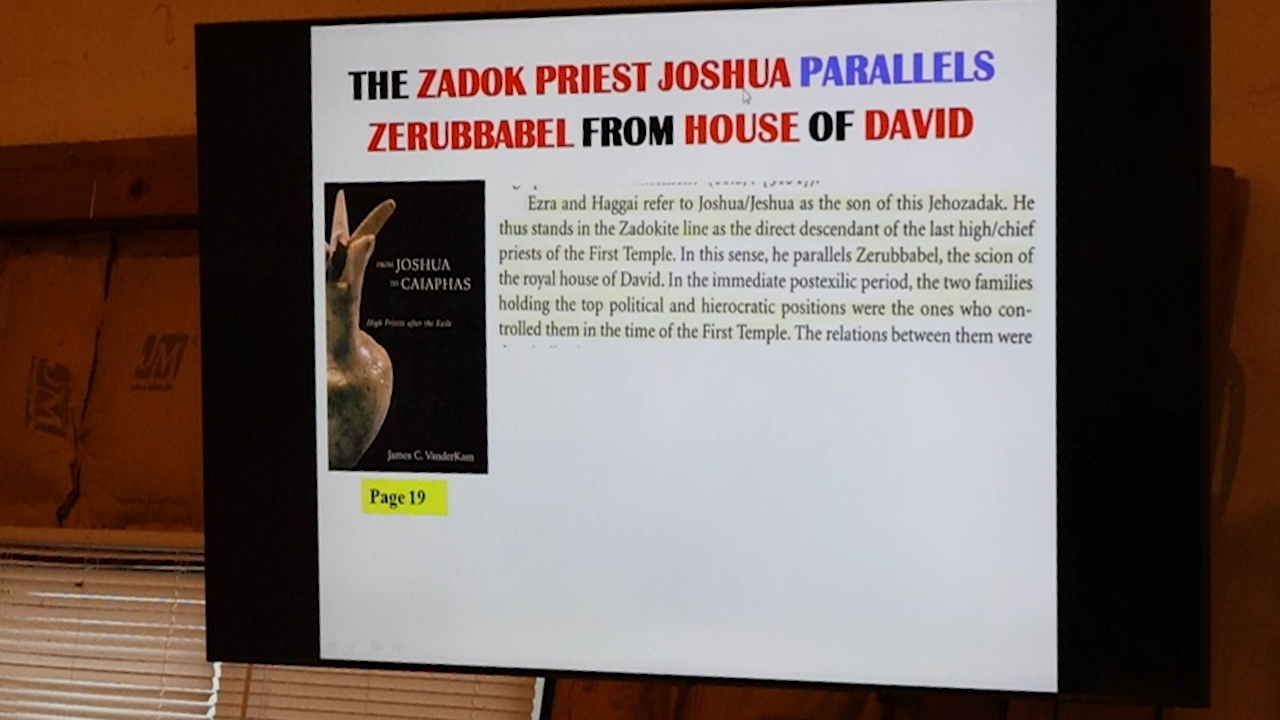 THE ZADOK PRIEST JOSHUA PARALLELS
ZERUBBABEL FROM HOUSE OF DAVID
Ezra and Haggai refer to Joshua/Jeshua as the son of this Jehozadak. He
thus stands in the Zadokite line as the direct descendant of the last high/chief
priests of the First Temple. In this sense, he parallels Zerubbabel, the scion of
the royal house of David. In the immediate postexilic period, the two families
holding the top political and hierocratic positions were the ones who con-
trolled them in the time of the First Temple. The relations between them were
FROM JOSHUA
TO CAIAPHAS
High Priests after the Exile
James C. VanderKam
Page 19
JM
JM